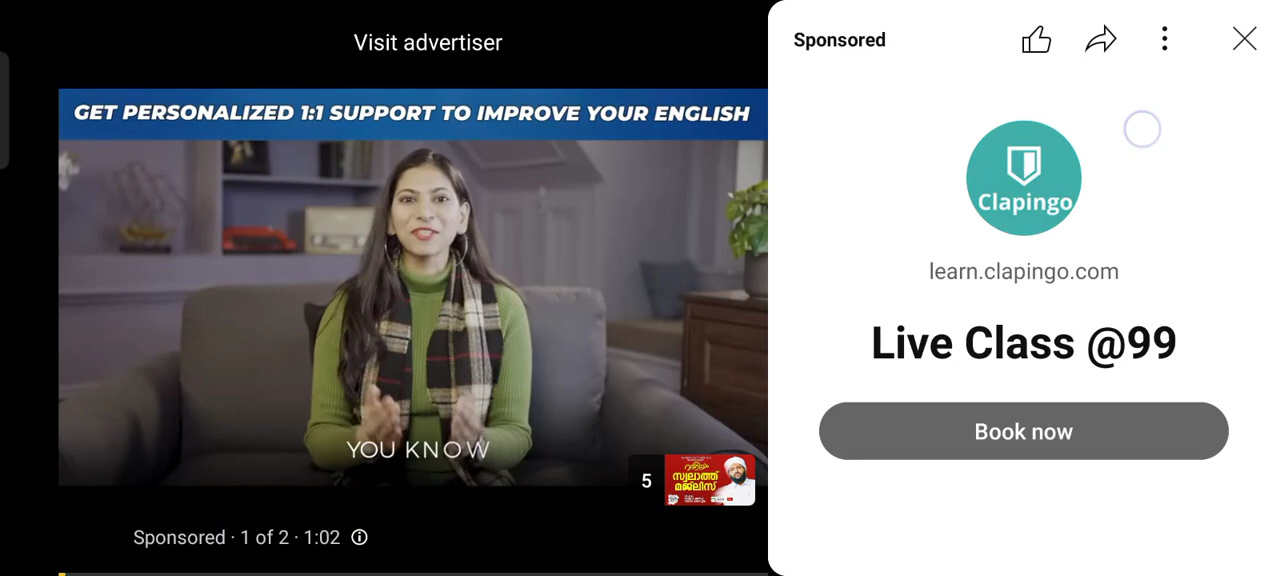 Visit advertiser
GET PERSONALIZED 1:1 SUPPORT TO IMPROVE YOUR ENGLISH
YOU KNOW
5
സ്വലാത്ത്
മജ്‌ലിസ്
Sponsored · 1 of 2 · 1:02
Sponsored
Clapingo
learn.clapingo.com
Live Class @99
Book now